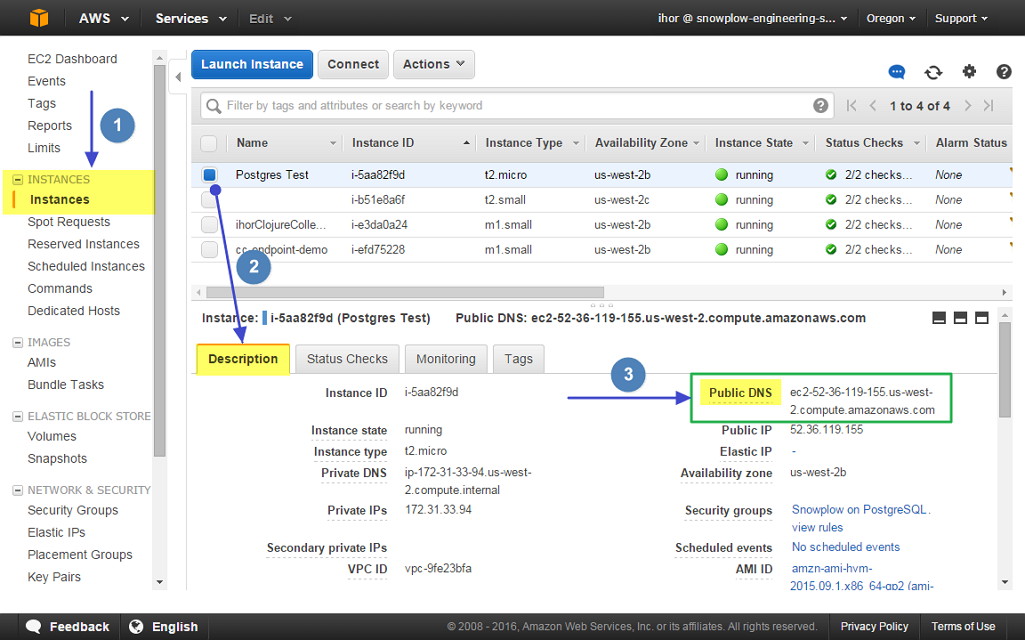 AWS Services Edit ihor @ snowplow-engineering-s... Oregon Support
EC2 Dashboard
Events
Tags
Reports
Limits
1
INSTANCES
Instances
Spot Requests
Reserved Instances
Scheduled Instances
Commands
Dedicated Hosts
IMAGES
AMIs
Bundle Tasks
ELASTIC BLOCK STORE
Volumes
Snapshots
NETWORK & SECURITY
Security Groups
Elastic IPs
Placement Groups
Key Pairs
Launch Instance Connect Actions
Filter by tags and attributes or search by keyword 1 to 4 of 4
Name Instance ID Instance Type Availability Zone Instance State Status Checks Alarm Status
Postgres Test i-5aa82f9d t2.micro us-west-2b running 2/2 checks... None
i-b51e8a6f t2.small us-west-2c running 2/2 checks... None
ihorClojureColle... i-e3da0a24 m1.small us-west-2b running 2/2 checks... None
cc-endpoint-demo i-efd75228 m1.small us-west-2b running 2/2 checks... None
2
Instance: i-5aa82f9d (Postgres Test) Public DNS: ec2-52-36-119-155.us-west-2.compute.amazonaws.com
Description Status Checks Monitoring Tags
3
Instance ID i-5aa82f9d
Instance state running
Instance type t2.micro
Private DNS ip-172-31-33-94.us-west-
2.compute.internal
Private IPs 172.31.33.94
Secondary private IPs
VPC ID vpc-9fe23bfa
Public DNS ec2-52-36-119-155.us-west-
2.compute.amazonaws.com
Public IP 52.36.119.155
Elastic IP -
Availability zone us-west-2b
Security groups Snowplow on PostgreSQL.
view rules
Scheduled events No scheduled events
AMI ID amzn-ami-hvm-
2015.09.1.x86_64-gp2 (ami-
Feedback English © 2008 - 2016, Amazon Web Services, Inc. or its affiliates. All rights reserved. Privacy Policy Terms of Use